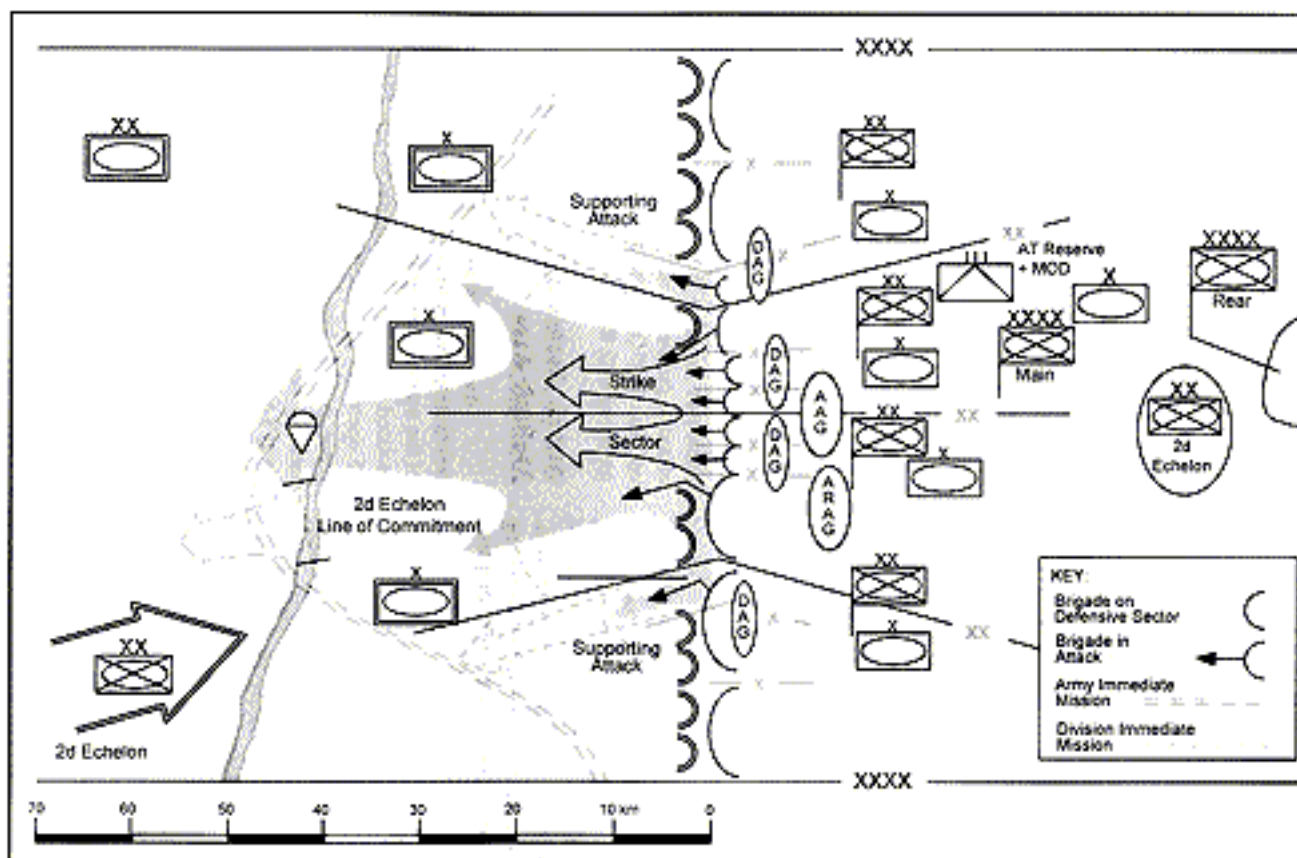 XXXX
XX
X
XX
X
Supporting
Attack
DAG
X
X
XX
AT Reserve
+ MOD
III
XXXX
Rear
XX
X
X
XXXX
Main
X
Strike
DAG
X
X
AAG
XX
XX
XX
2d
Echelon
Sector
DAG
X
X
X
ARAG
2d Echelon
Line of Commitment
X
XX
X
DAG
X
XX
Supporting
Attack
X
XX
2d Echelon
KEY:
Brigade on
Defensive Sector
Brigade in
Attack
Army Immediate
Mission
Division Immediate
Mission
XXXX
70 60 50 40 30 20 10 km 0